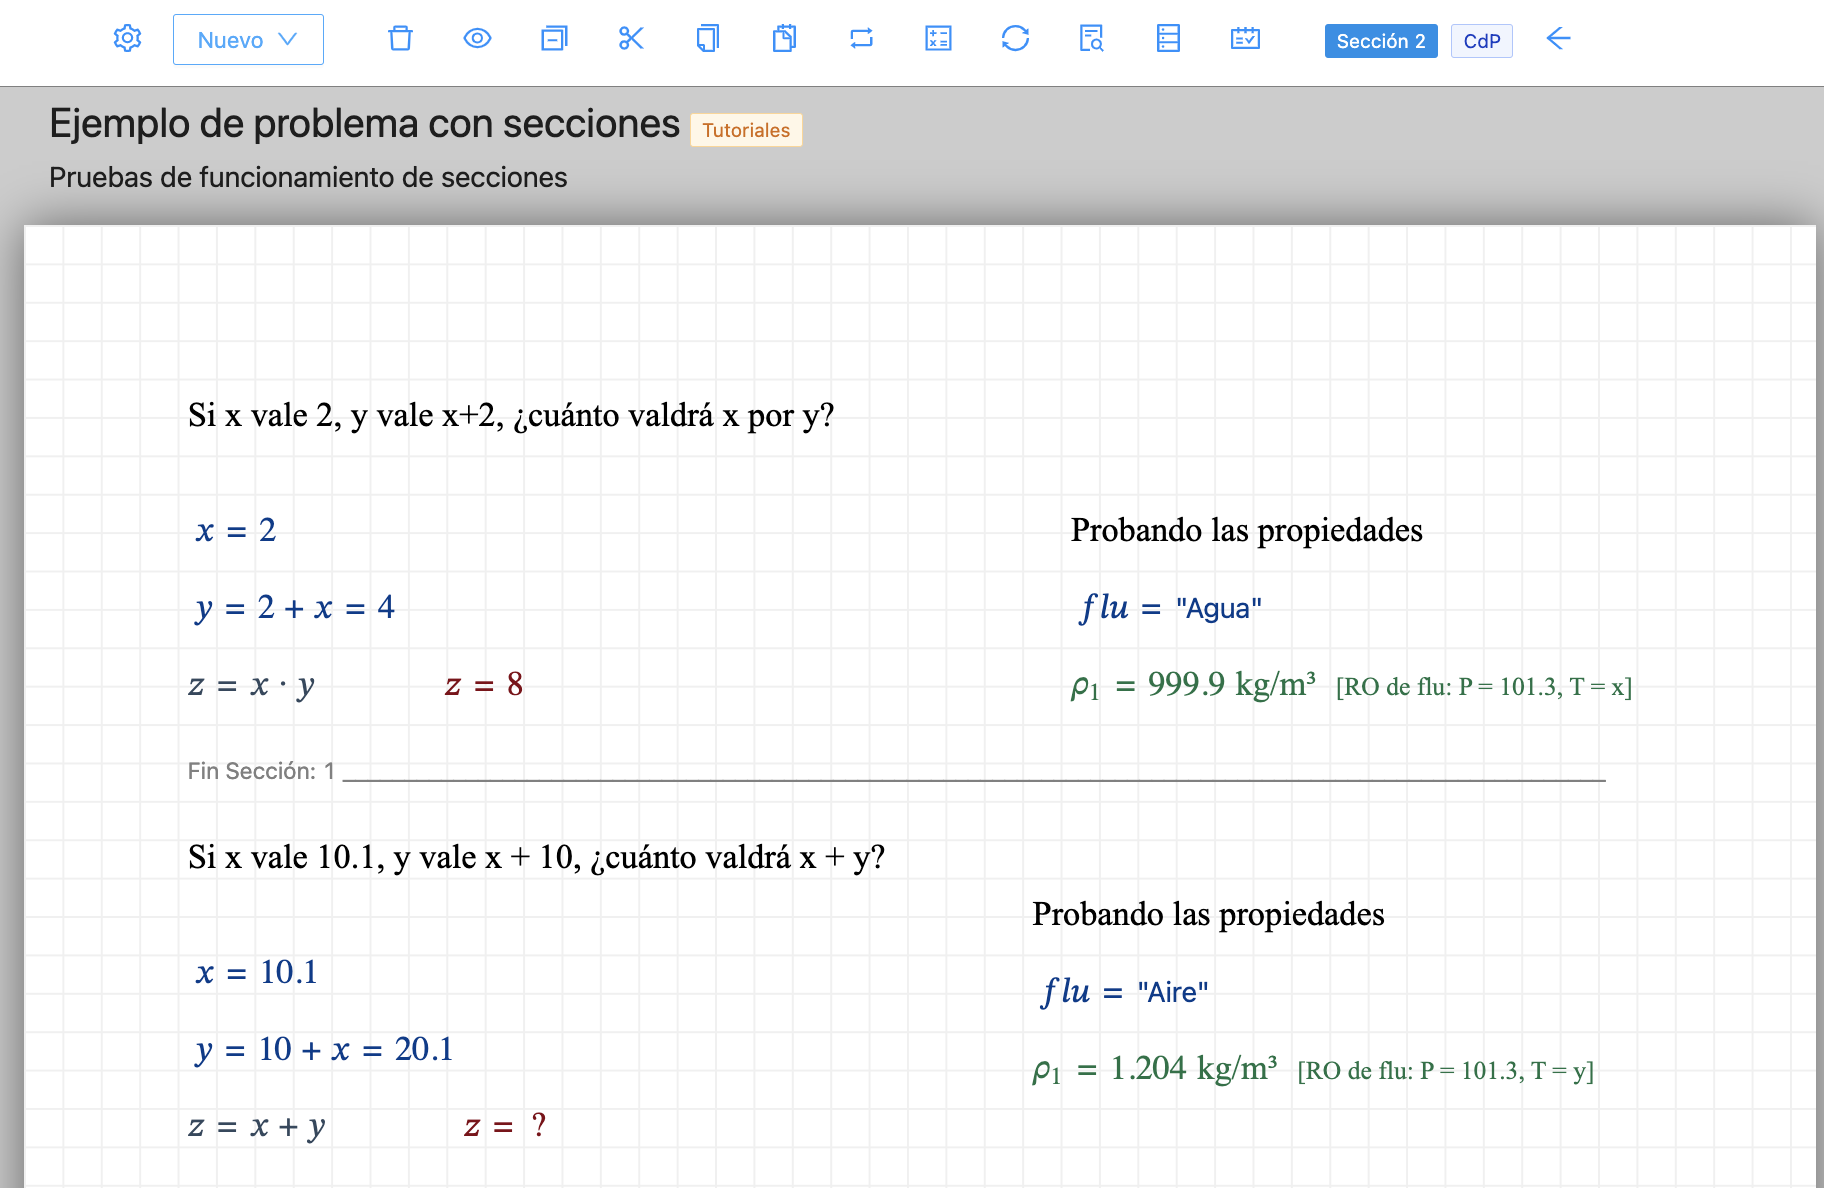 Nuevo
Sección 2
CdP
Ejemplo de problema con secciones
Tutoriales
Pruebas de funcionamiento de secciones
Si x vale 2, y vale x+2, ¿cuánto valdrá x por y?
x = 2
Probando las propiedades
y = 2 + x = 4
flu = "Agua"
z = x · y
z = 8
ρ₁ = 999.9 kg/m³ [RO de flu: P = 101.3, T = x]
Fin Sección: 1
Si x vale 10.1, y vale x + 10, ¿cuánto valdrá x + y?
Probando las propiedades
x = 10.1
flu = "Aire"
y = 10 + x = 20.1
ρ₁ = 1.204 kg/m³ [RO de flu: P = 101.3, T = y]
z = x + y
z = ?